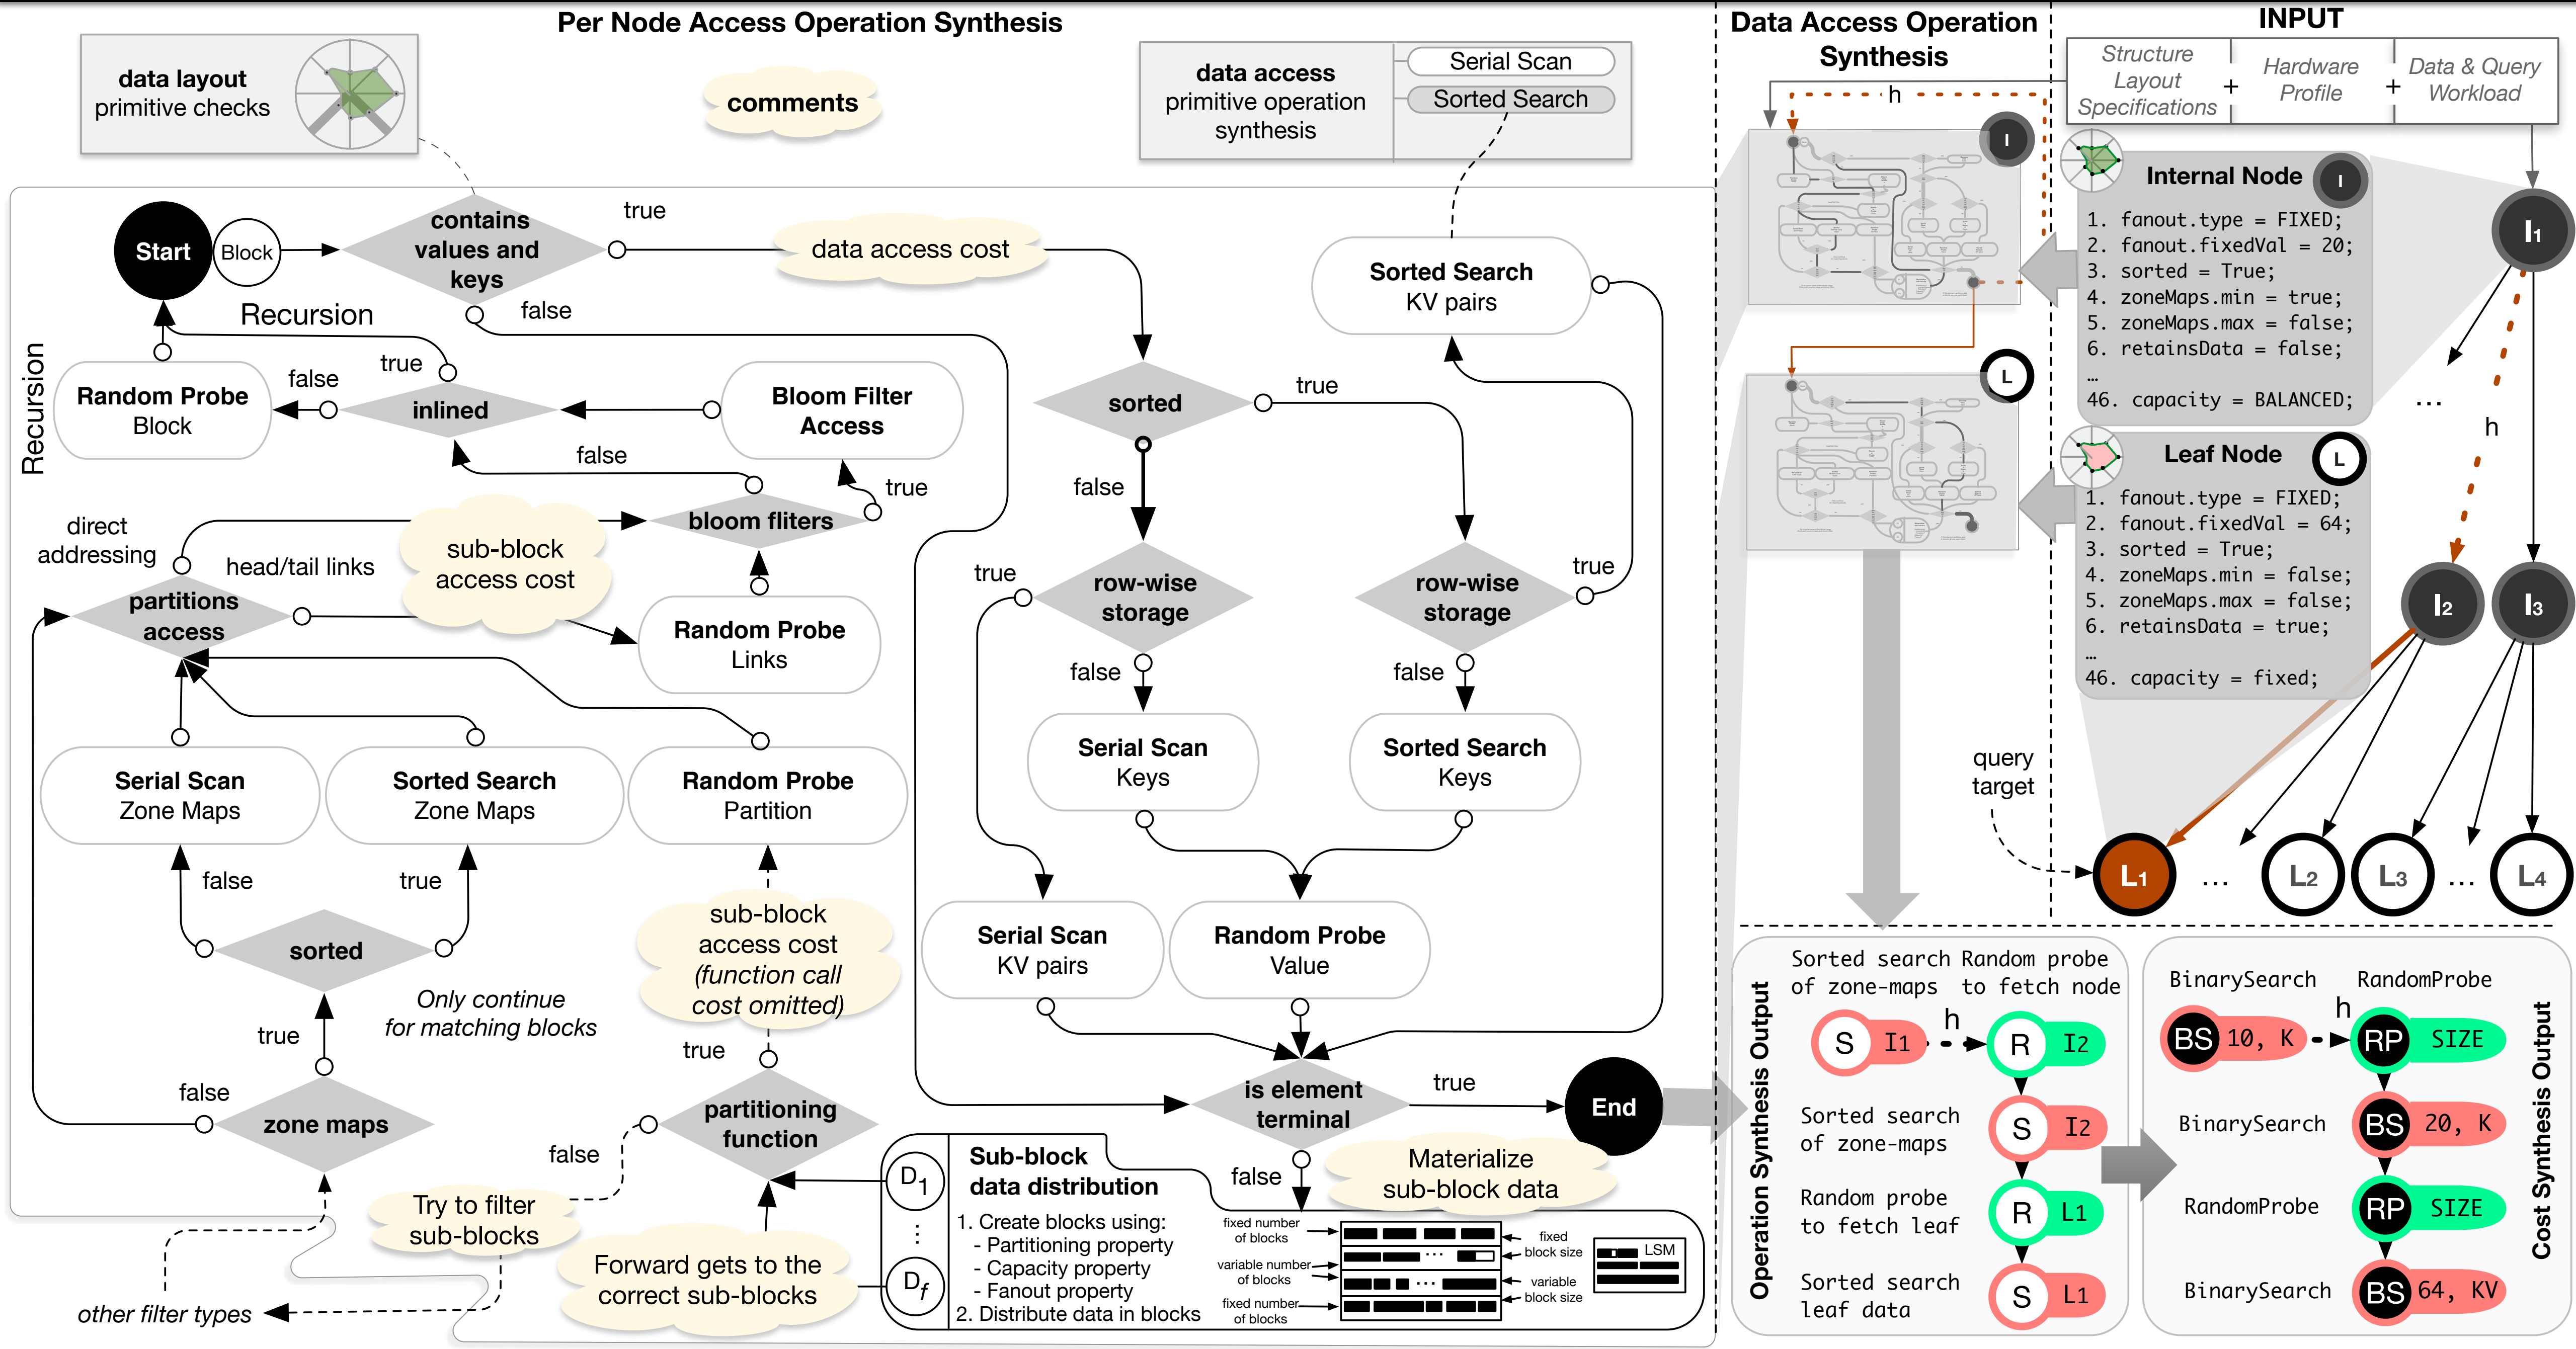 Per Node Access Operation Synthesis
data layout
primitive checks
comments
data access
primitive operation
synthesis
Serial Scan
Sorted Search
Start
Block
contains
values and
keys
true
data access cost
false
Recursion
Recursion
Sorted Search
KV pairs
Random Probe
Block
false
true
inlined
Bloom Filter
Access
sorted
true
false
false
true
bloom fliters
direct
addressing
head/tail links
sub-block
access cost
partitions
access
Random Probe
Links
true
row-wise
storage
false
row-wise
storage
true
false
Serial Scan
Zone Maps
Sorted Search
Zone Maps
Random Probe
Partition
Serial Scan
Keys
Sorted Search
Keys
false
true
sorted
true
Only continue
for matching blocks
sub-block
access cost
(function call
cost omitted)
true
Serial Scan
KV pairs
Random Probe
Value
false
zone maps
partitioning
function
false
is element
terminal
true
End
false
Materialize
sub-block data
Try to filter
sub-blocks
other filter types
Forward gets to the
correct sub-blocks
D1
⋮
Df
Sub-block
data distribution
1. Create blocks using:
- Partitioning property
- Capacity property
- Fanout property
2. Distribute data in blocks
fixed number
of blocks
variable number
of blocks
fixed number
of blocks
...
...
fixed
block size
variable
block size
LSM
Data Access Operation
Synthesis
h
I
L
INPUT
Structure
Layout
Specifications
+
Hardware
Profile
+
Data & Query
Workload
Internal Node
I
1. fanout.type = FIXED;
2. fanout.fixedVal = 20;
3. sorted = True;
4. zoneMaps.min = true;
5. zoneMaps.max = false;
6. retainsData = false;
…
46. capacity = BALANCED;
Leaf Node
L
1. fanout.type = FIXED;
2. fanout.fixedVal = 64;
3. sorted = True;
4. zoneMaps.min = false;
5. zoneMaps.max = false;
6. retainsData = true;
…
46. capacity = fixed;
I1
...
h
I2
I3
query
target
L1
...
L2
L3
...
L4
Operation Synthesis Output
Sorted search
of zone-maps
Random probe
to fetch node
S I1
h
R I2
Sorted search
of zone-maps
S I2
Random probe
to fetch leaf
R L1
Sorted search
leaf data
S L1
Cost Synthesis Output
BinarySearch
RandomProbe
BS 10, K
h
RP SIZE
BinarySearch
BS 20, K
RandomProbe
RP SIZE
BinarySearch
BS 64, KV